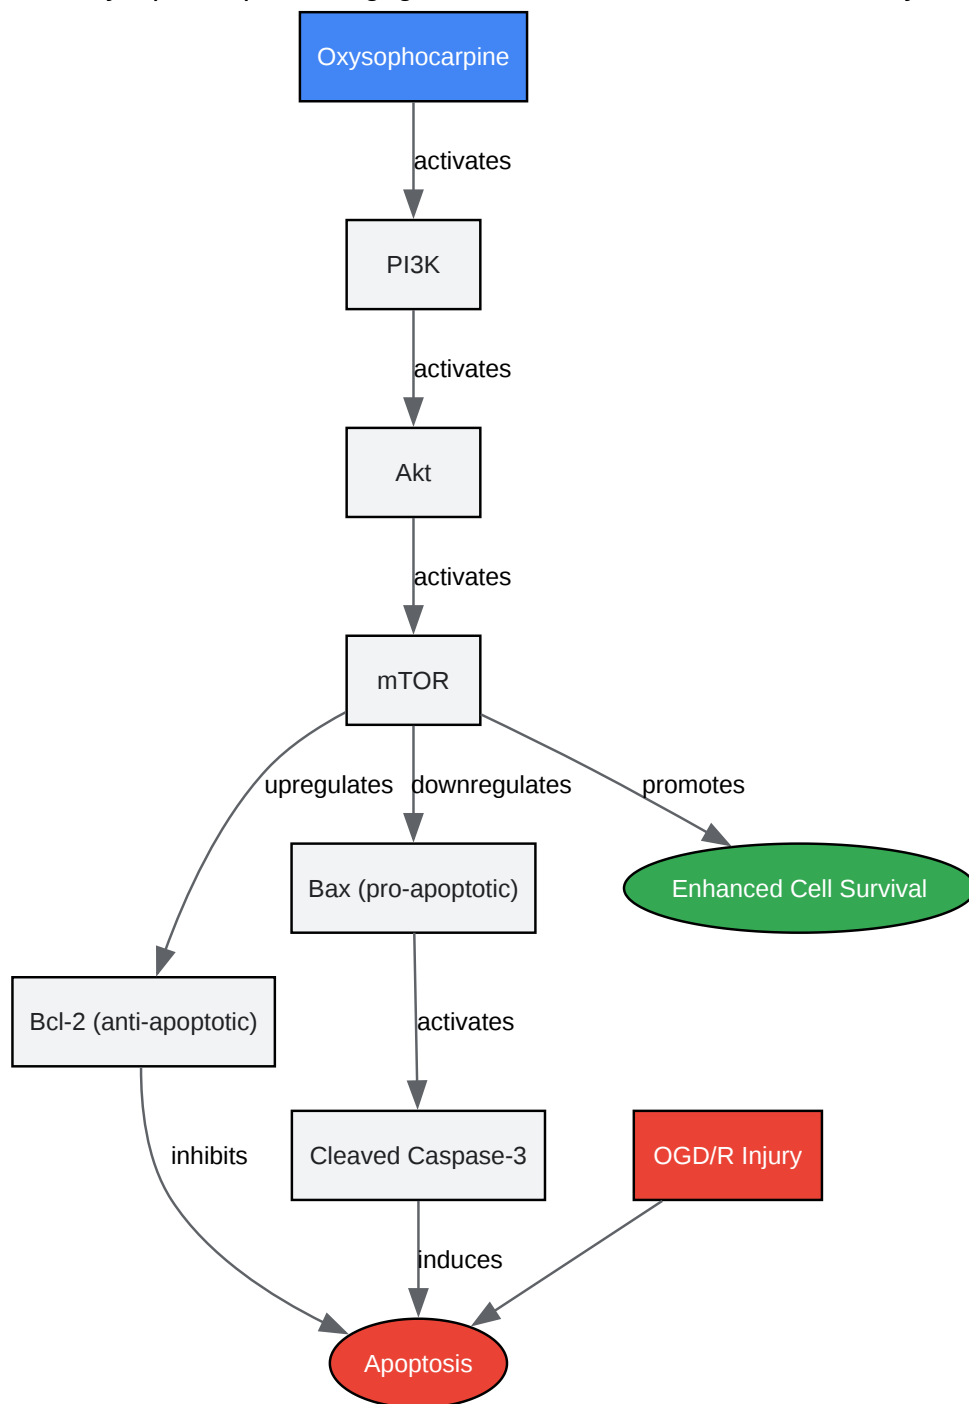 Oxysophocarpine
activates
PI3K
activates
Akt
activates
mTOR
upregulates
downregulates
promotes
Bax (pro-apoptotic)
Enhanced Cell Survival
Bcl-2 (anti-apoptotic)
activates
inhibits
Cleaved Caspase-3
OGD/R Injury
induces
Apoptosis